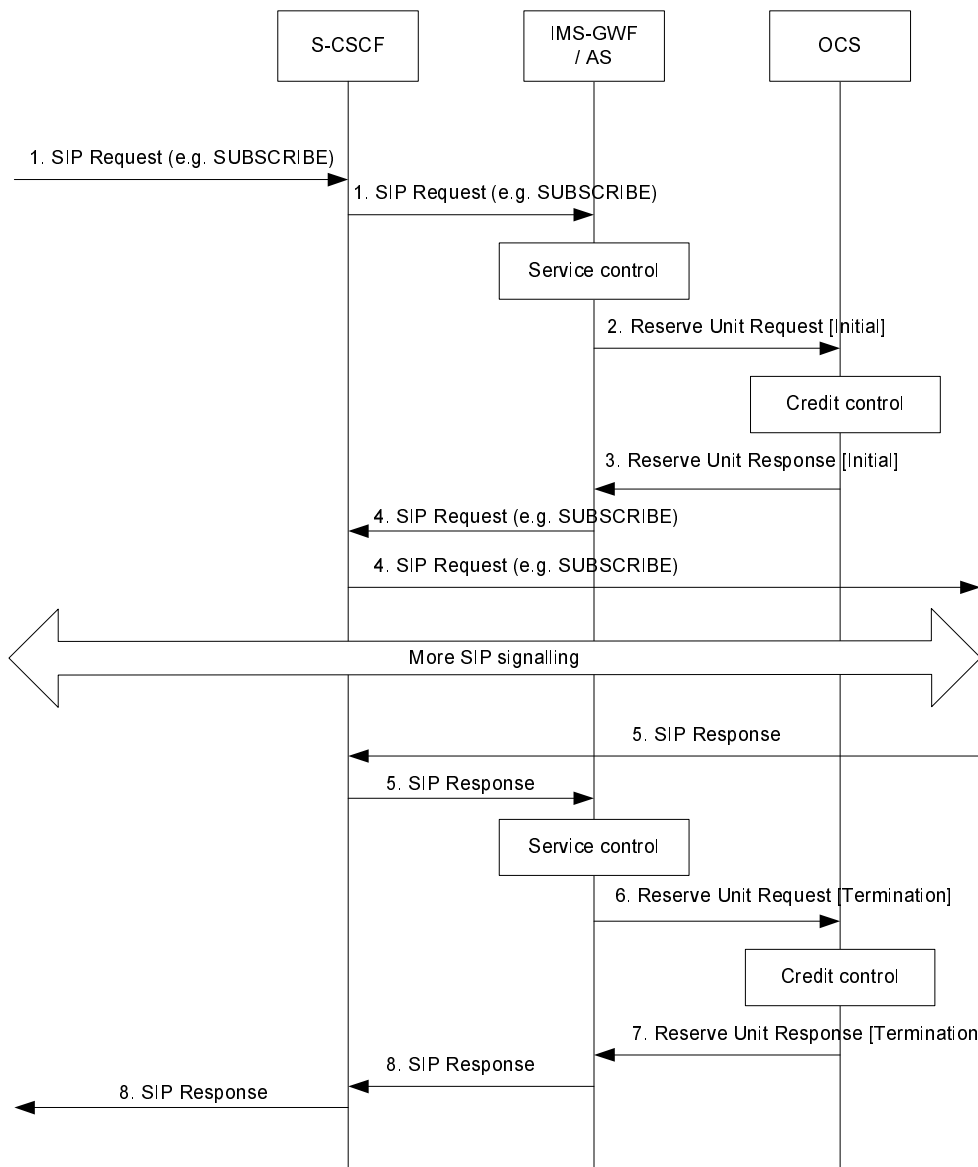 S-CSCF
IMS-GWF
/ AS
OCS
1. SIP Request (e.g. SUBSCRIBE)
1. SIP Request (e.g. SUBSCRIBE)
Service control
2. Reserve Unit Request [Initial]
Credit control
3. Reserve Unit Response [Initial]
4. SIP Request (e.g. SUBSCRIBE)
4. SIP Request (e.g. SUBSCRIBE)
More SIP signalling
5. SIP Response
5. SIP Response
Service control
6. Reserve Unit Request [Termination]
Credit control
7. Reserve Unit Response [Termination
8. SIP Response
8. SIP Response